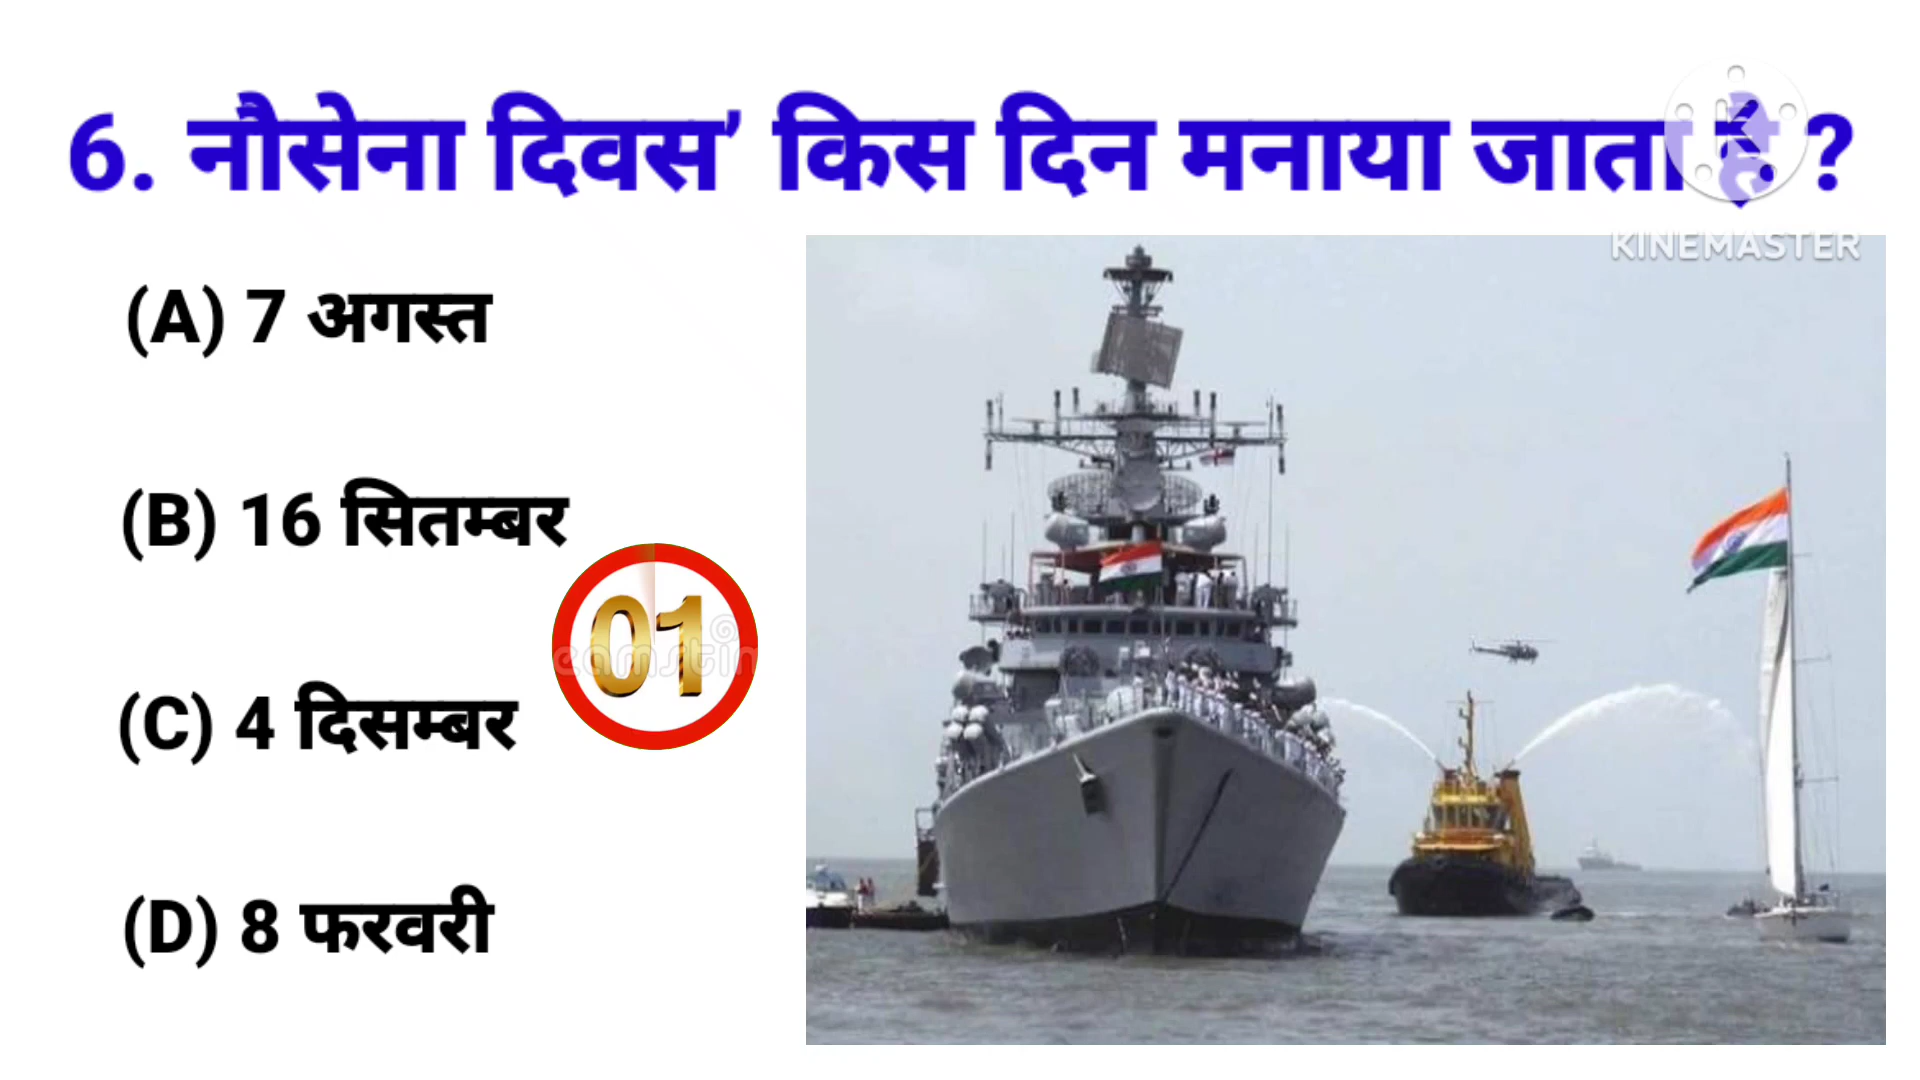 6. नौसेना दिवस' किस दिन मनाया जाता है ?
KINEMASTER
(A) 7 अगस्त
(B) 16 सितम्बर
01
(C) 4 दिसम्बर
(D) 8 फरवरी